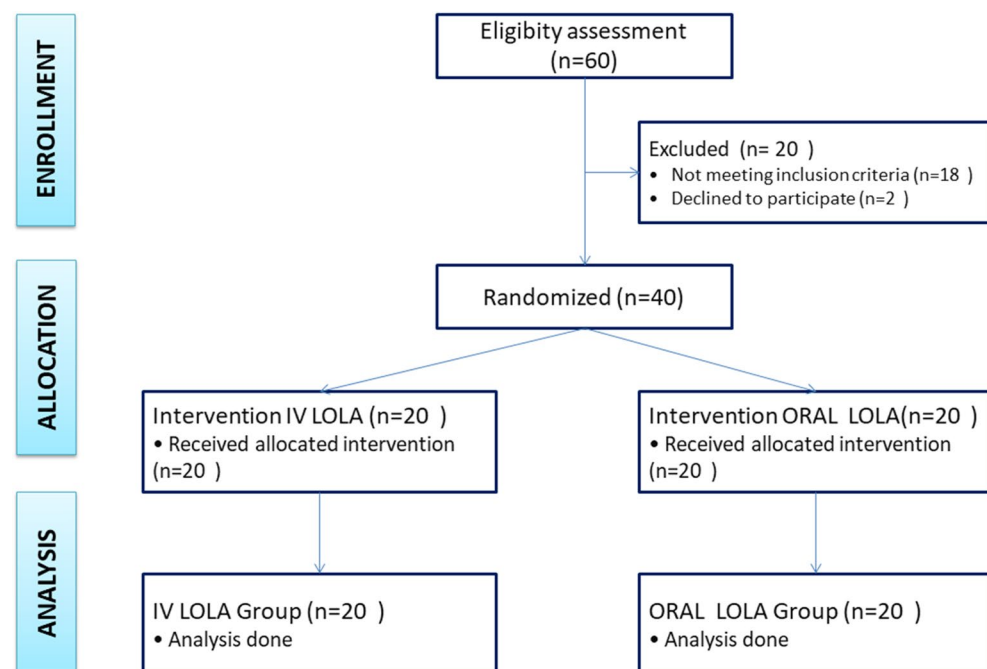 ENROLLMENT
Eligibity assessment
(n=60)
Excluded (n= 20 )
• Not meeting inclusion criteria (n=18 )
• Declined to participate (n=2 )
ALLOCATION
Randomized (n=40)
Intervention IV LOLA (n=20 )
• Received allocated intervention
(n=20 )
Intervention ORAL LOLA(n=20 )
• Received allocated intervention
(n=20 )
ANALYSIS
IV LOLA Group (n=20 )
• Analysis done
ORAL LOLA Group (n=20 )
• Analysis done